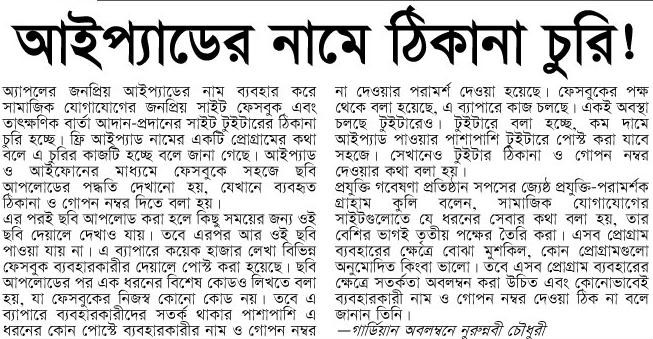 আইপ্যাডের নামে ঠিকানা চুরি!
অ্যাপলের জনপ্রিয় আইপ্যাডের নাম ব্যবহার করে
সামাজিক যোগাযোগের জনপ্রিয় সাইট ফেসবুক এবং
তাৎক্ষণিক বার্তা আদান-প্রদানের সাইট টুইটারের ঠিকানা
চুরি হচ্ছে। ফ্রি আইপ্যাড নামের একটি প্রোগ্রামের কথা
বলে এ চুরির কাজটি হচ্ছে বলে জানা গেছে। আইপ্যাড
ও আইফোনের মাধ্যমে ফেসবুকে সহজে ছবি
আপলোডের পদ্ধতি দেখানো হয়, যেখানে ব্যবহৃত
ঠিকানা ও গোপন নম্বর দিতে বলা হয়।
এর পরই ছবি আপলোড করা হলে কিছু সময়ের জন্য ওই
ছবি দেয়ালে দেখাও যায়। তবে এরপর আর ওই ছবি
পাওয়া যায় না। এ ব্যাপারে কয়েক হাজার লেখা বিভিন্ন
ফেসবুক ব্যবহারকারীর দেয়ালে পোস্ট করা হয়েছে। ছবি
আপলোডের পর এক ধরনের বিশেষ কোডও লিখতে বলা
হয়, যা ফেসবুকের নিজস্ব কোনো কোড নয়। তবে এ
ব্যাপারে ব্যবহারকারীদের সতর্ক থাকার পাশাপাশি এ
ধরনের কোন পোস্টে ব্যবহারকারীর নাম ও গোপন নম্বর
না দেওয়ার পরামর্শ দেওয়া হয়েছে। ফেসবুকের পক্ষ
থেকে বলা হয়েছে, এ ব্যাপারে কাজ চলছে। একই অবস্থা
চলছে টুইটারেও। টুইটারে বলা হচ্ছে, কম দামে
আইপ্যাড পাওয়ার পাশাপাশি টুইটারে পোস্ট করা যাবে
সহজে। সেখানেও টুইটার ঠিকানা ও গোপন নম্বর
দেওয়ার কথা বলা হয়।
প্রযুক্তি গবেষণা প্রতিষ্ঠান সপসের জ্যেষ্ঠ প্রযুক্তি-পরামর্শক
গ্রাহাম কুলি বলেন, সামাজিক যোগাযোগের
সাইটগুলোতে যে ধরনের সেবার কথা বলা হয়, তার
বেশির ভাগই তৃতীয় পক্ষের তৈরি করা। এসব প্রোগ্রাম
ব্যবহারের ক্ষেত্রে বোঝা মুশকিল, কোন প্রোগ্রামগুলো
অনুমোদিত কিংবা ভালো। তবে এসব প্রোগ্রাম ব্যবহারের
ক্ষেত্রে সতর্কতা অবলম্বন করা উচিত এবং কোনোভাবেই
ব্যবহারকারী নাম ও গোপন নম্বর দেওয়া ঠিক না বলে
জানান তিনি।
—গার্ডিয়ান অবলম্বনে নুরুন্নবী চৌধুরী